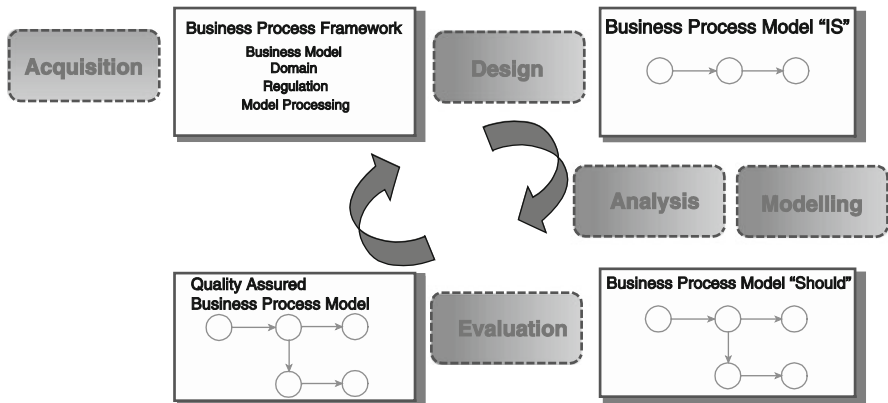 Acquisition
Business Process Framework
Business Model
Domain
Regulation
Model Processing
Design
Business Process Model “IS”
Analysis
Modelling
Quality Assured
Business Process Model
Evaluation
Business Process Model “Should”